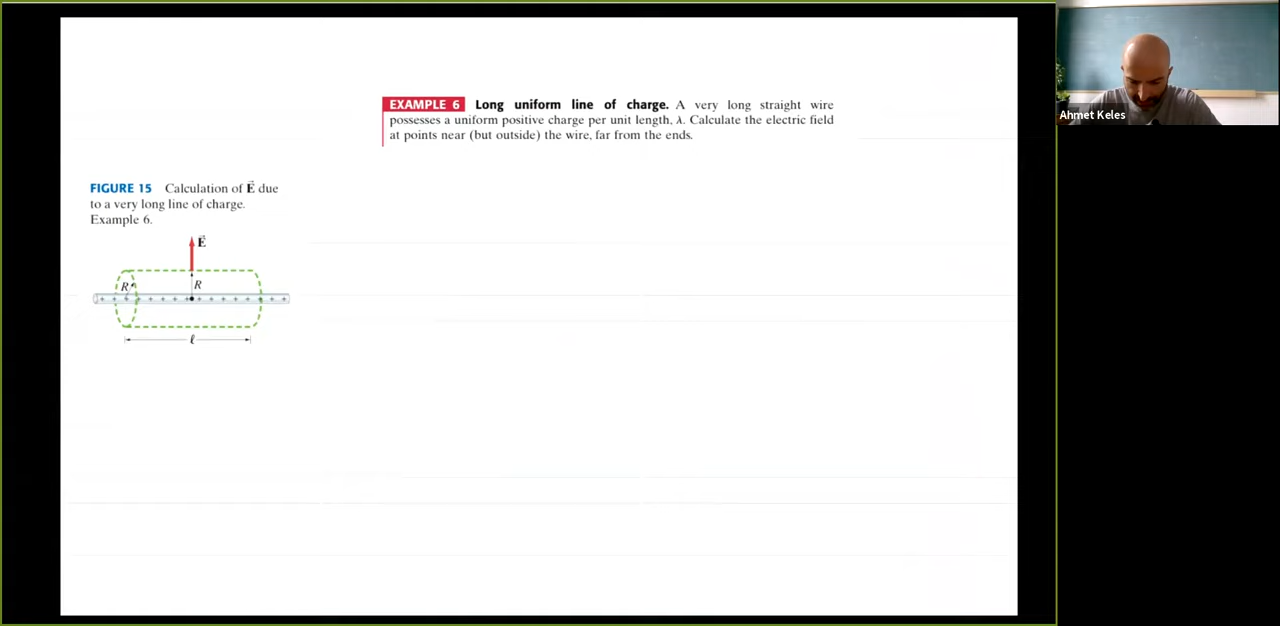 EXAMPLE 6 Long uniform line of charge. A very long straight wire
possesses a uniform positive charge per unit length, λ. Calculate the electric field
at points near (but outside) the wire, far from the ends.
FIGURE 15 Calculation of E⃗ due
to a very long line of charge.
Example 6.
E⃗
R
R
ℓ
Ahmet Keles